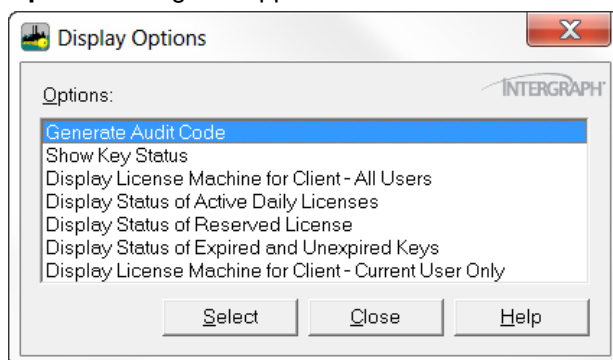 Display Options
INTERGRAPH
Options:
Generate Audit Code
Show Key Status
Display License Machine for Client - All Users
Display Status of Active Daily Licenses
Display Status of Reserved License
Display Status of Expired and Unexpired Keys
Display License Machine for Client - Current User Only
Select Close Help